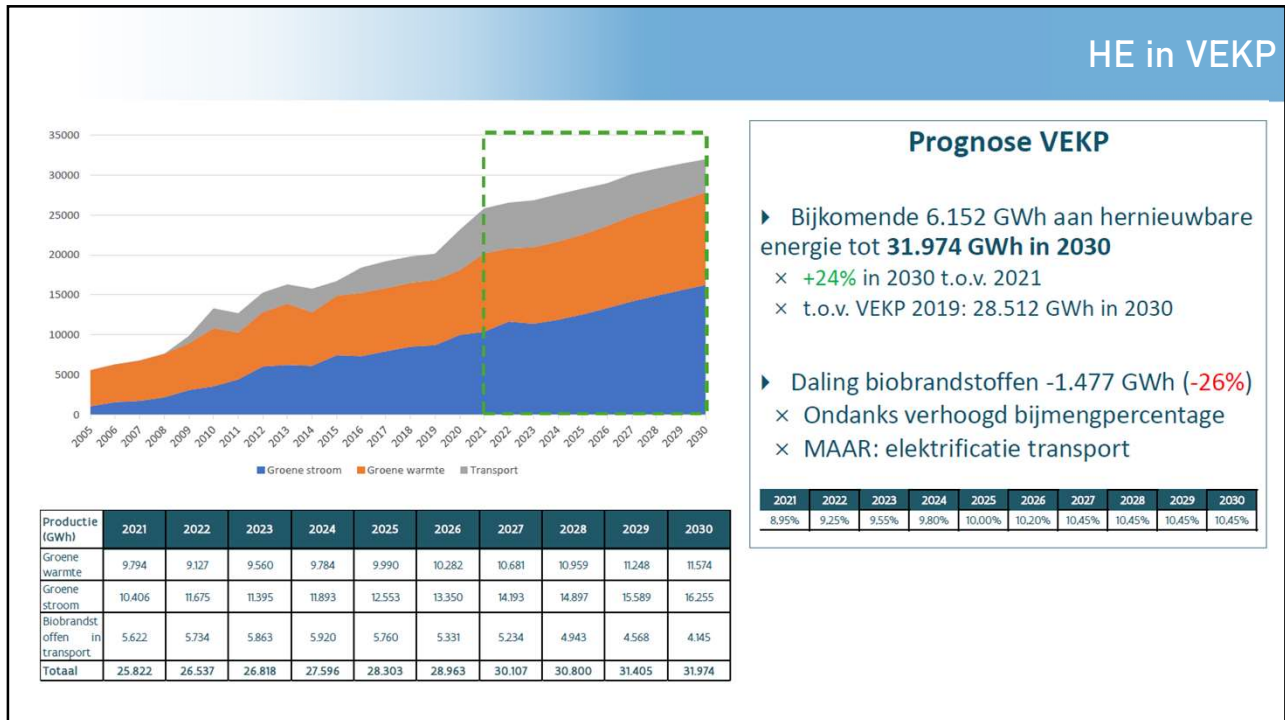 HE in VEKP
35000
30000
25000
20000
15000
10000
5000
0
2005 2006 2007 2008 2009 2010 2011 2012 2013 2014 2015 2016 2017 2018 2019 2020 2021 2022 2023 2024 2025 2026 2027 2028 2029 2030
Groene stroom Groene warmte Transport
Productie (GWh) 2021 2022 2023 2024 2025 2026 2027 2028 2029 2030
Groene warmte 9.794 9.127 9.560 9.784 9.990 10.282 10.681 10.959 11.248 11.574
Groene stroom 10.406 11.675 11.395 11.893 12.553 13.350 14.193 14.897 15.589 16.255
Biobrandst offen in transport 5.622 5.734 5.863 5.920 5.760 5.331 5.234 4.943 4.568 4.145
Totaal 25.822 26.537 26.818 27.596 28.303 28.963 30.107 30.800 31.405 31.974
Prognose VEKP
Bijkomende 6.152 GWh aan hernieuwbare
energie tot 31.974 GWh in 2030
× +24% in 2030 t.o.v. 2021
× t.o.v. VEKP 2019: 28.512 GWh in 2030
Daling biobrandstoffen -1.477 GWh (-26%)
× Ondanks verhoogd bijmengpercentage
× MAAR: elektrificatie transport
2021 2022 2023 2024 2025 2026 2027 2028 2029 2030
8,95% 9,25% 9,55% 9,80% 10,00% 10,20% 10,45% 10,45% 10,45% 10,45%